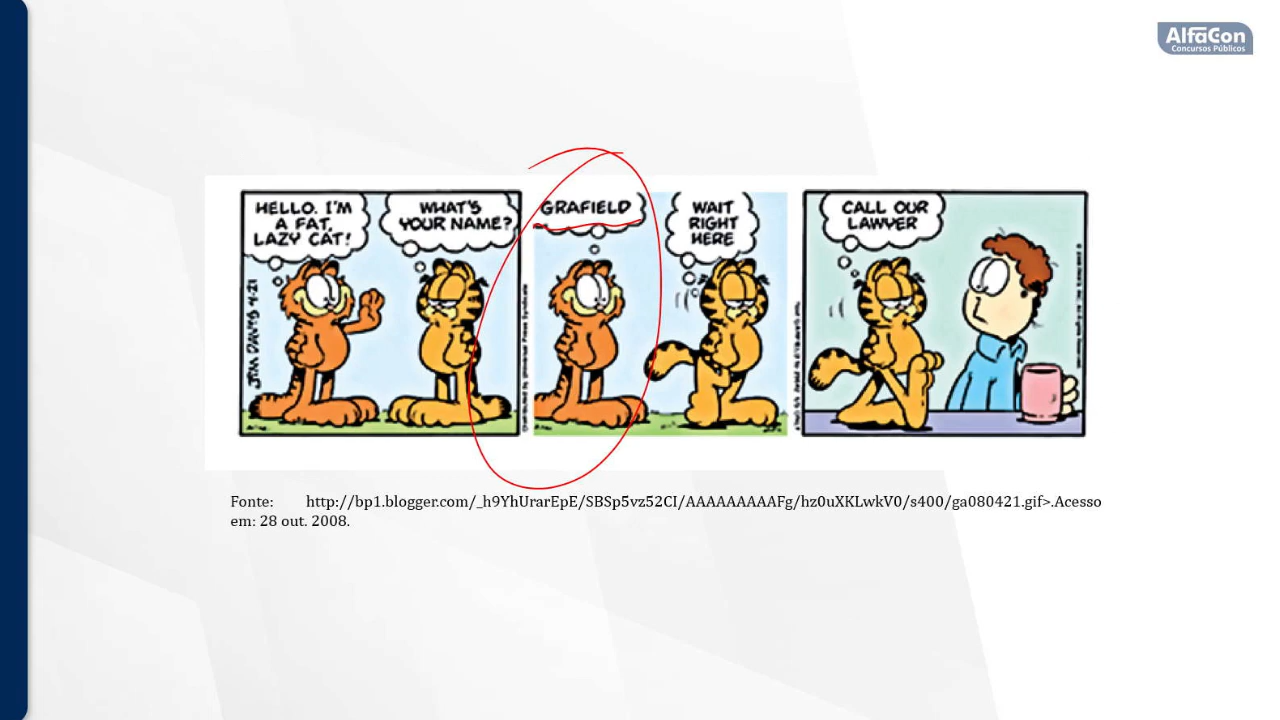 AlfaCon
Concursos Públicos
HELLO. I'M
A FAT,
LAZY CAT!
WHAT'S
YOUR NAME?
JIM DAVIS 4-21
GRAFIELD
WAIT
RIGHT
HERE
CALL OUR
LAWYER
Fonte: http://bp1.blogger.com/_h9YhUrarEpE/SBSp5vz52CI/AAAAAAAAAFg/hz0uXKLwkV0/s400/ga080421.gif>.Acesso
em: 28 out. 2008.